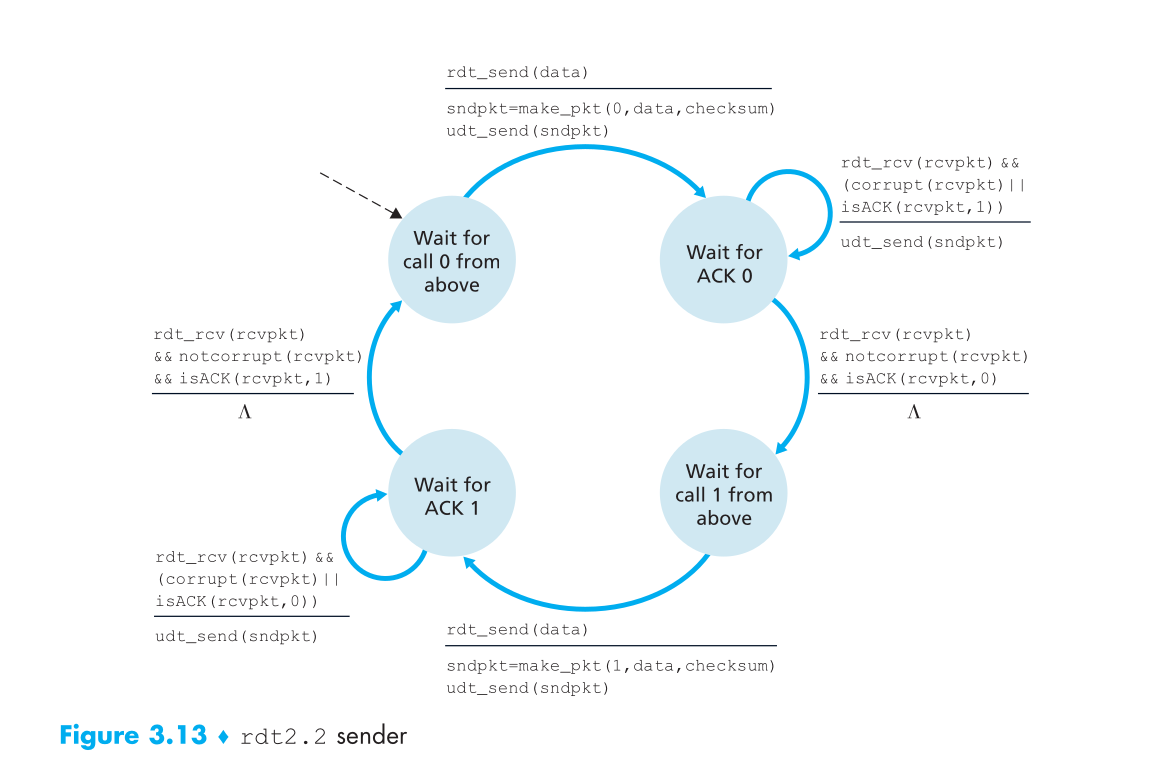 rdt_send(data)
sndpkt=make_pkt(0,data,checksum)
udt_send(sndpkt)
rdt_rcv(rcvpkt) &&
(corrupt(rcvpkt)||
isACK(rcvpkt,1))
udt_send(sndpkt)
Wait for
call 0 from
above
Wait for
ACK 0
rdt_rcv(rcvpkt)
&& notcorrupt(rcvpkt)
&& isACK(rcvpkt,1)
Λ
rdt_rcv(rcvpkt)
&& notcorrupt(rcvpkt)
&& isACK(rcvpkt,0)
Λ
Wait for
ACK 1
Wait for
call 1 from
above
rdt_rcv(rcvpkt) &&
(corrupt(rcvpkt)||
isACK(rcvpkt,0))
udt_send(sndpkt)
rdt_send(data)
sndpkt=make_pkt(1,data,checksum)
udt_send(sndpkt)
Figure 3.13 ♦ rdt2.2 sender